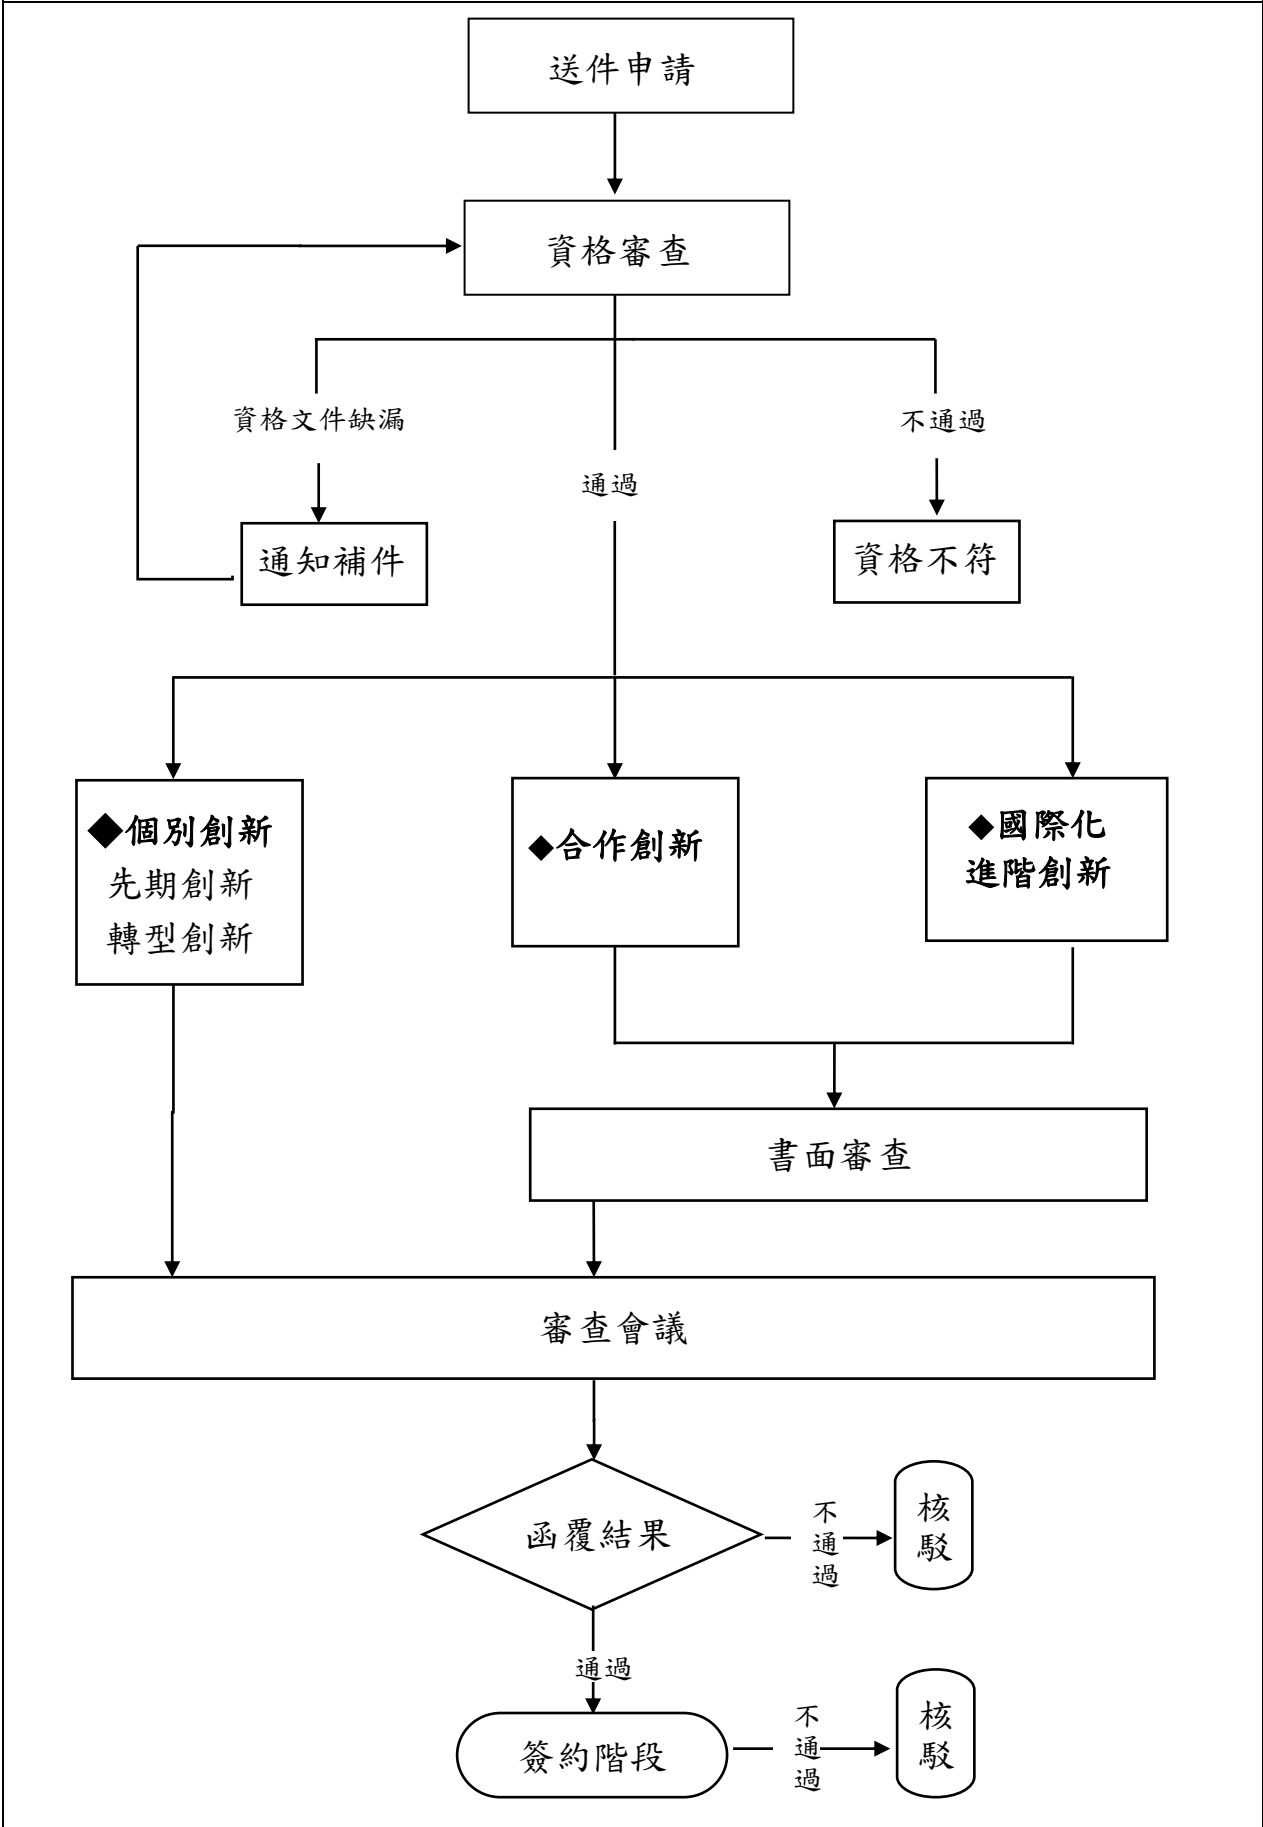 送件申請
資格審查
資格文件缺漏
不通過
通過
通知補件
資格不符
◆個別創新
先期創新
轉型創新
◆合作創新
◆國際化
進階創新
書面審查
審查會議
函覆結果
不
通
過
核
駁
通過
簽約階段
不
通
過
核
駁